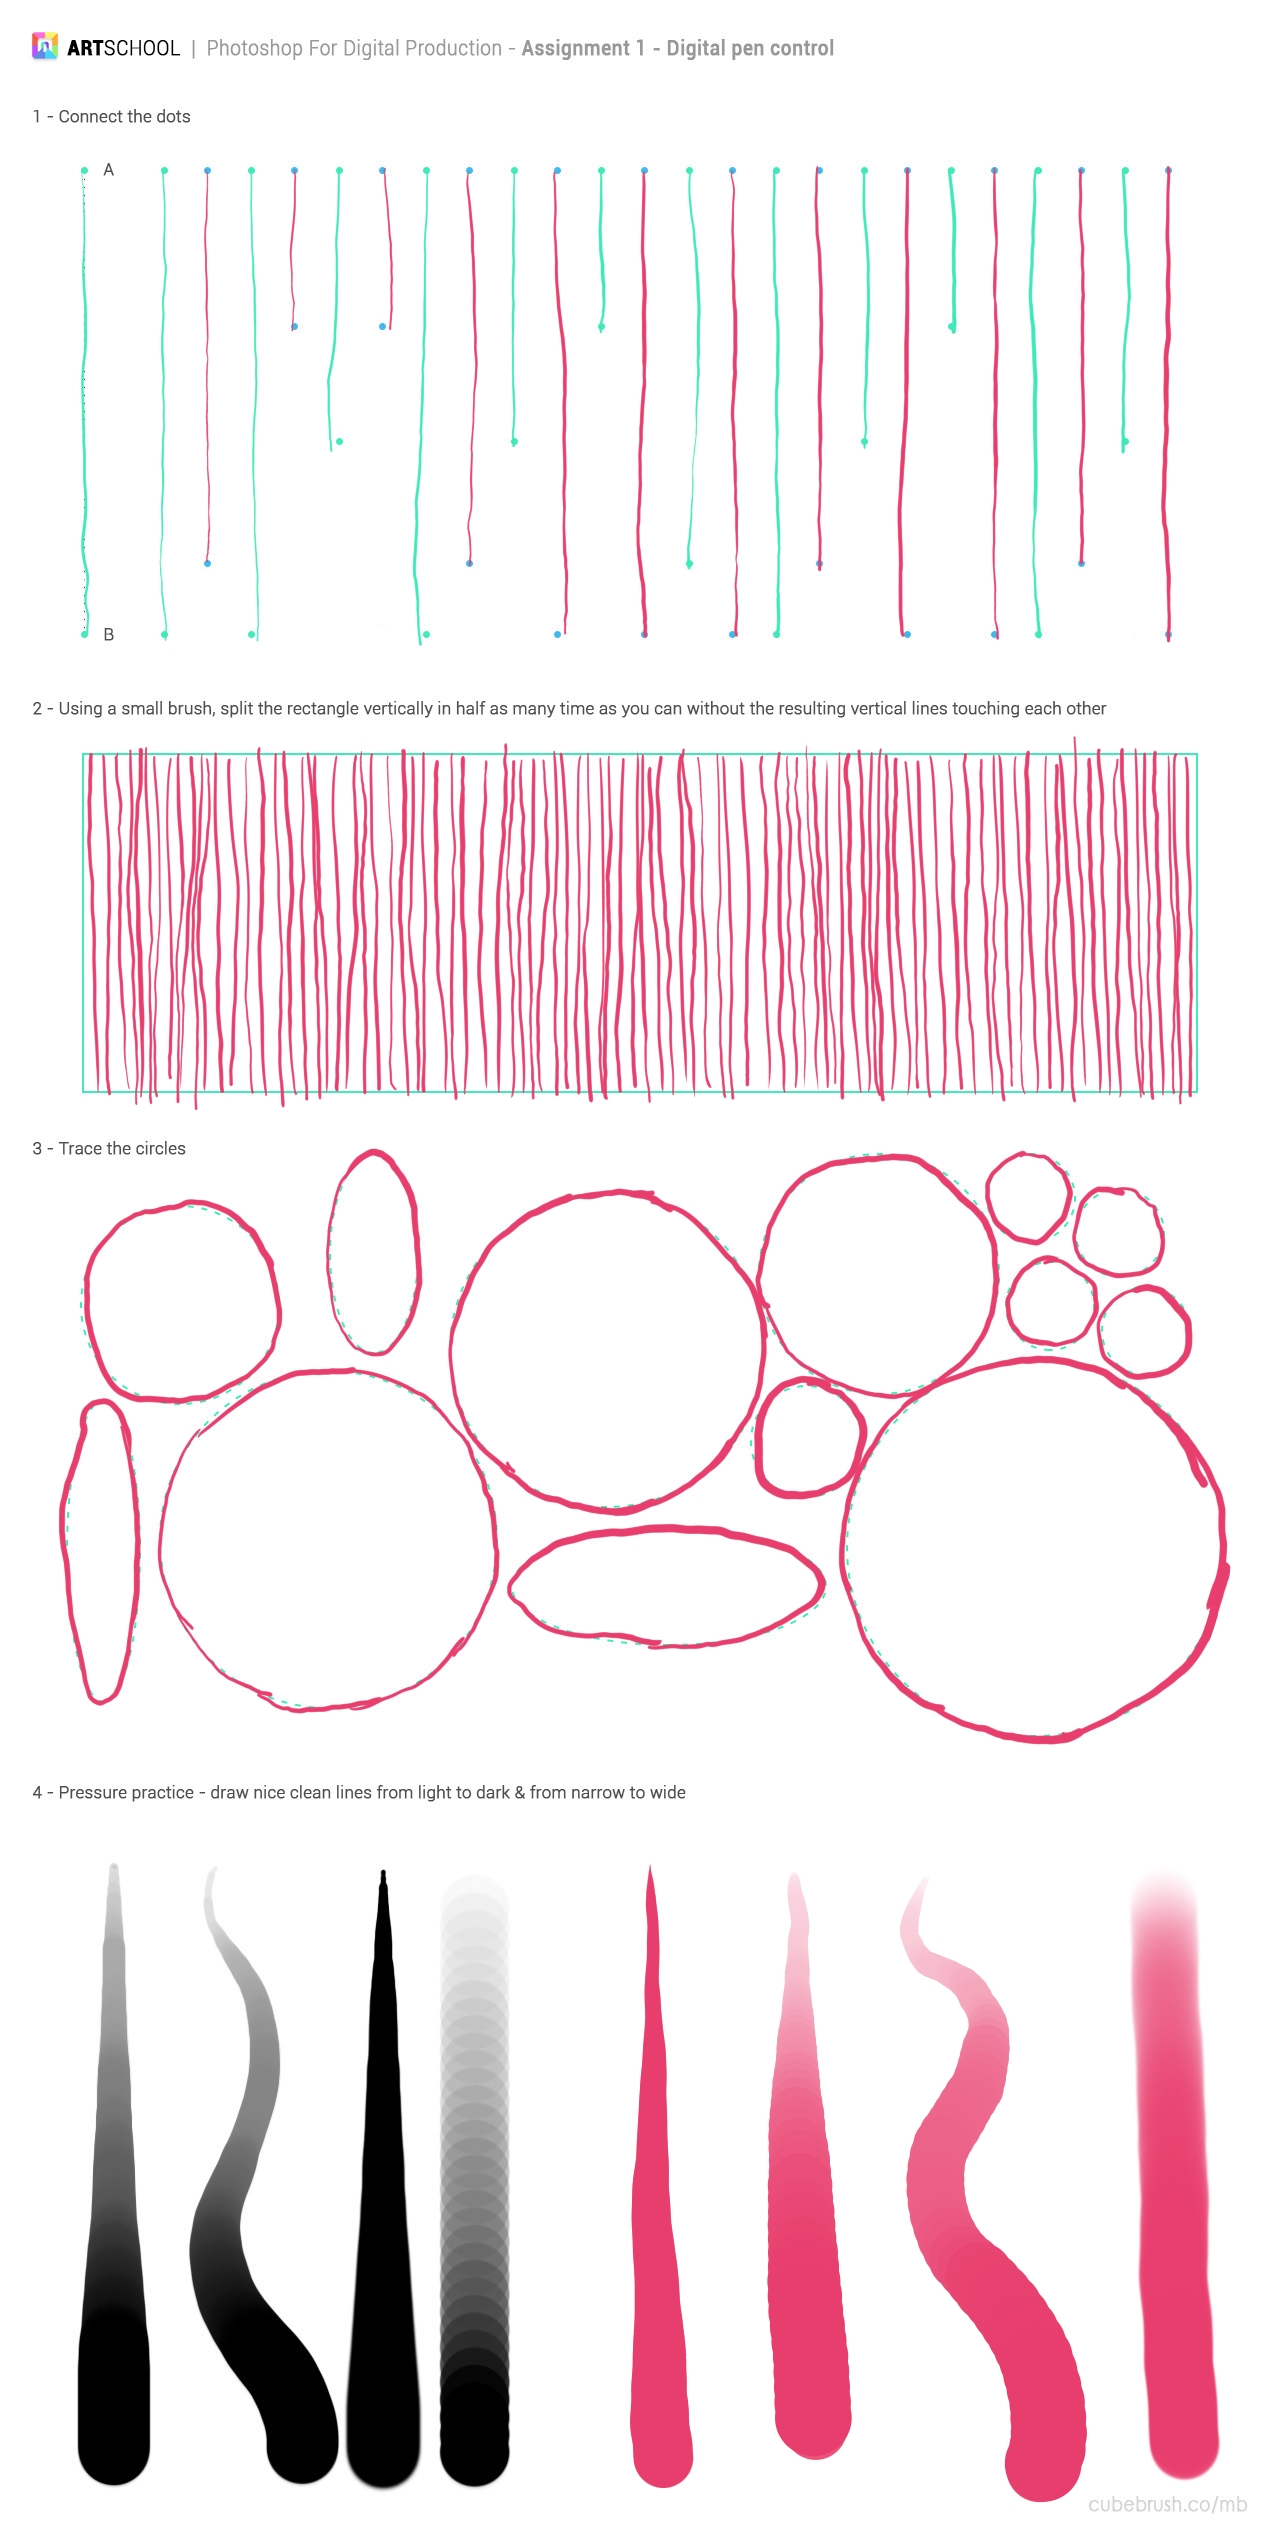 ARTSCHOOL | Photoshop For Digital Production - Assignment 1 - Digital pen control
1 - Connect the dots
A
B
2 - Using a small brush, split the rectangle vertically in half as many time as you can without the resulting vertical lines touching each other
3 - Trace the circles
4 - Pressure practice - draw nice clean lines from light to dark & from narrow to wide
cubebrush.co/mb